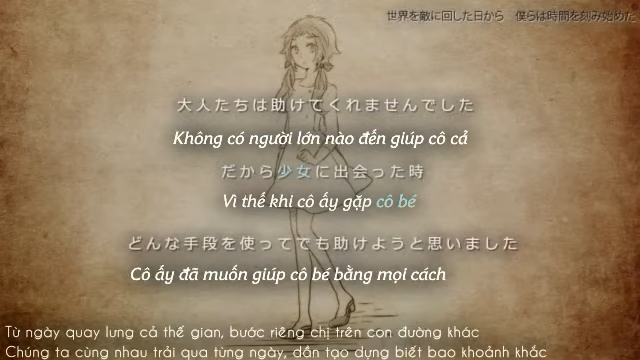 世界を敵に回した日から　僕らは時間を刻み始めた
大人たちは助けてくれませんでした
Không có người lớn nào đến giúp cô cả
だから少女に出会った時
Vì thế khi cô ấy gặp cô bé
どんな手段を使ってでも助けようと思いました
Cô ấy đã muốn giúp cô bé bằng mọi cách
Từ ngày quay lưng cả thế gian, bước riêng chị trên con đường khác
Chúng ta cùng nhau trải qua từng ngày, dần tạo dựng biết bao khoảnh khắc